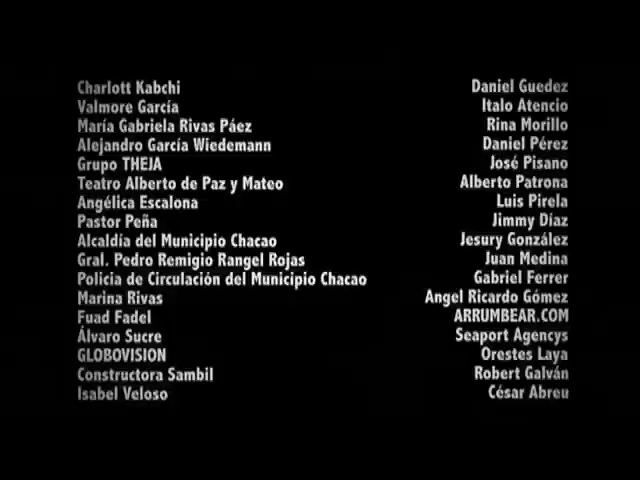 Charlott Kabchi
Valmore García
María Gabriela Rivas Páez
Alejandro García Wiedemann
Grupo THEJA
Teatro Alberto de Paz y Mateo
Angélica Escalona
Pastor Peña
Alcaldía del Municipio Chacao
Gral. Pedro Remigio Rangel Rojas
Policia de Circulación del Municipio Chacao
Marina Rivas
Fuad Fadel
Álvaro Sucre
GLOBOVISION
Constructora Sambil
Isabel Veloso
Daniel Guedez
Italo Atencio
Rina Morillo
Daniel Pérez
José Pisano
Alberto Patrona
Luis Pirela
Jimmy Díaz
Jesury González
Juan Medina
Gabriel Ferrer
Angel Ricardo Gómez
ARRUMBEAR.COM
Seaport Agencys
Orestes Laya
Robert Galván
César Abreu